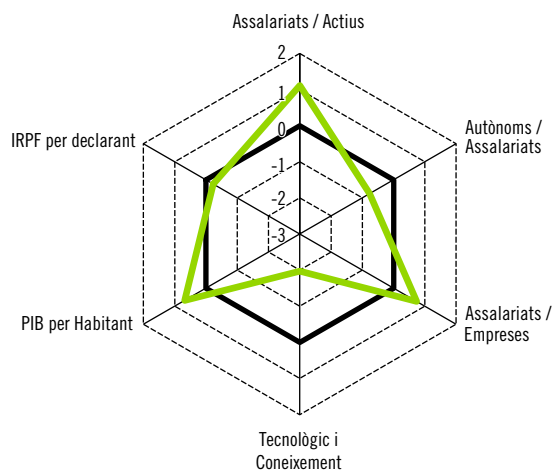 Assalariats / Actius
2
1
0
-1
-2
-3
IRPF per declarant
Autònoms /
Assalariats
PIB per Habitant
Assalariats /
Empreses
Tecnològic i
Coneixement